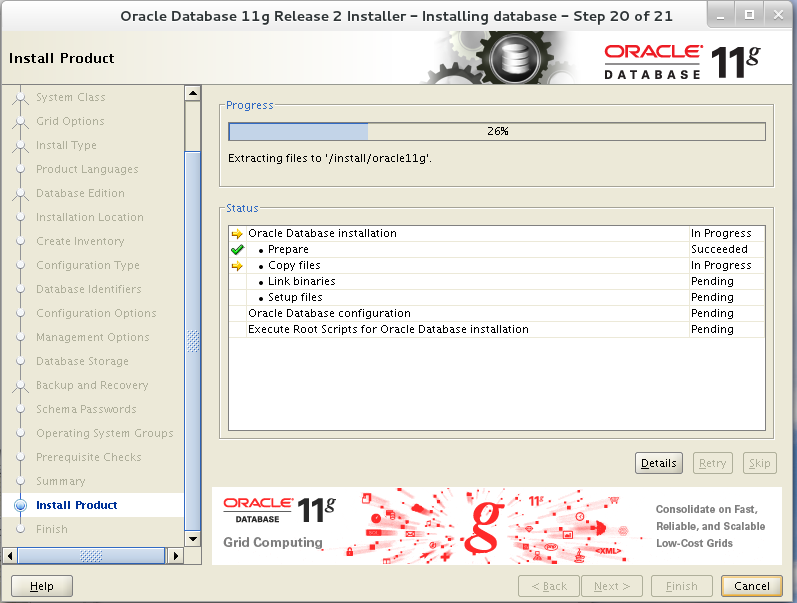 Oracle Database 11g Release 2 Installer - Installing database - Step 20 of 21
Install Product
ORACLE
DATABASE
11g
System Class
Grid Options
Install Type
Product Languages
Database Edition
Installation Location
Create Inventory
Configuration Type
Database Identifiers
Configuration Options
Management Options
Database Storage
Backup and Recovery
Schema Passwords
Operating System Groups
Prerequisite Checks
Summary
Install Product
Finish
Progress
26%
Extracting files to '/install/oracle11g'.
Status
Oracle Database installation In Progress
• Prepare Succeeded
• Copy files In Progress
• Link binaries Pending
• Setup files Pending
Oracle Database configuration Pending
Execute Root Scripts for Oracle Database installation Pending
Details Retry Skip
ORACLE
DATABASE
11g
Grid Computing
g
11g
<XML>
Consolidate on Fast,
Reliable, and Scalable
Low-Cost Grids
Help < Back Next > Finish Cancel